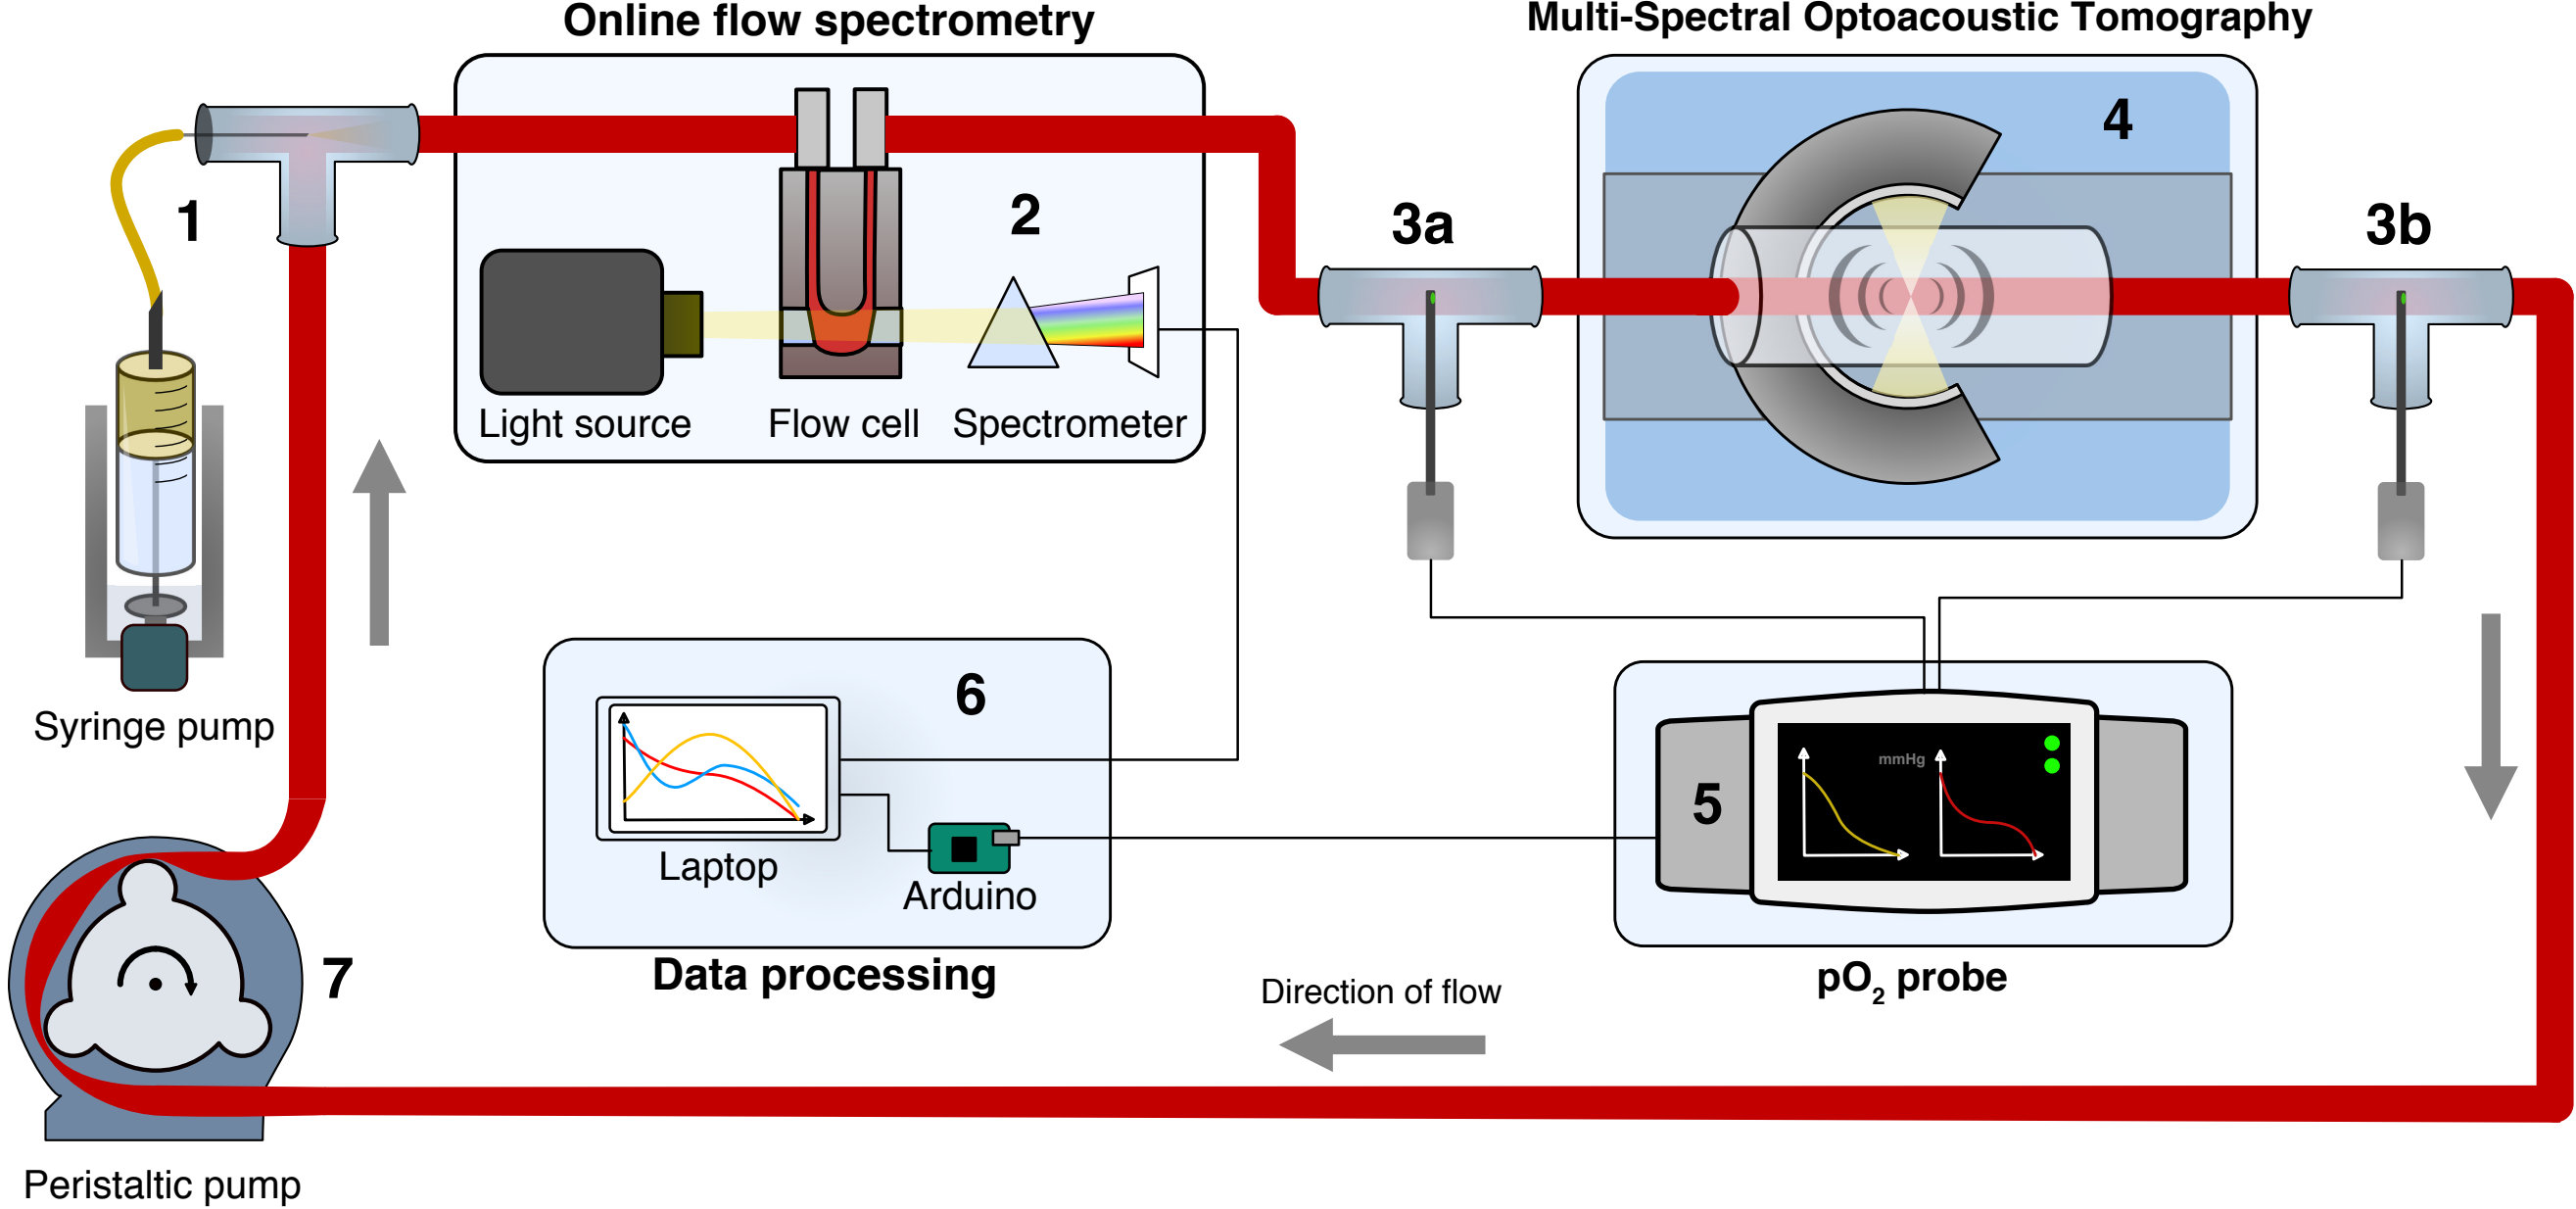 Online flow spectrometry
Multi-Spectral Optoacoustic Tomography
1
2
3a
4
3b
Light source
Flow cell
Spectrometer
Syringe pump
6
Laptop
Arduino
Data processing
5
mmHg
pO2 probe
7
Direction of flow
Peristaltic pump